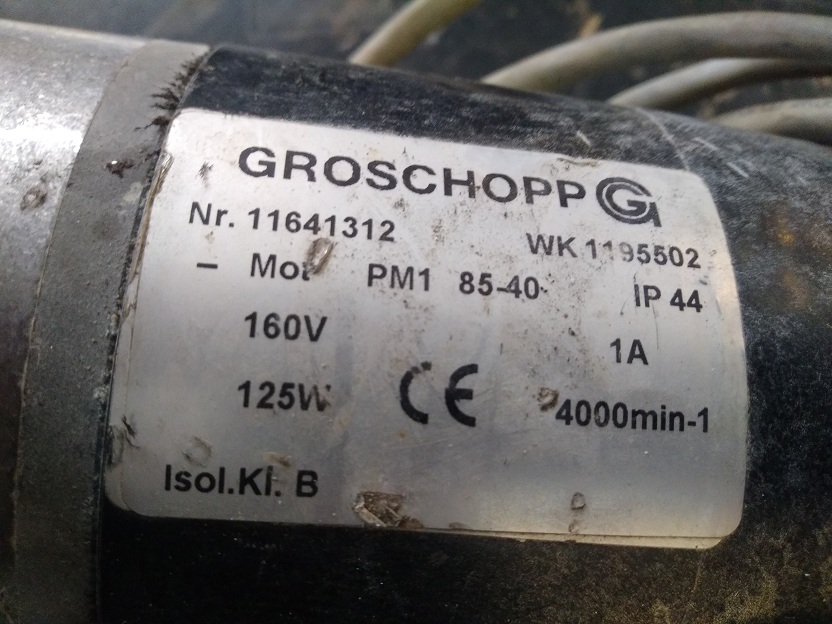 GROSCHOPP G
Nr. 11641312 WK 1195502
– Mot PM1 85-40 IP 44
160V 1A
125W CE 4000min-1
Isol.Kl. B